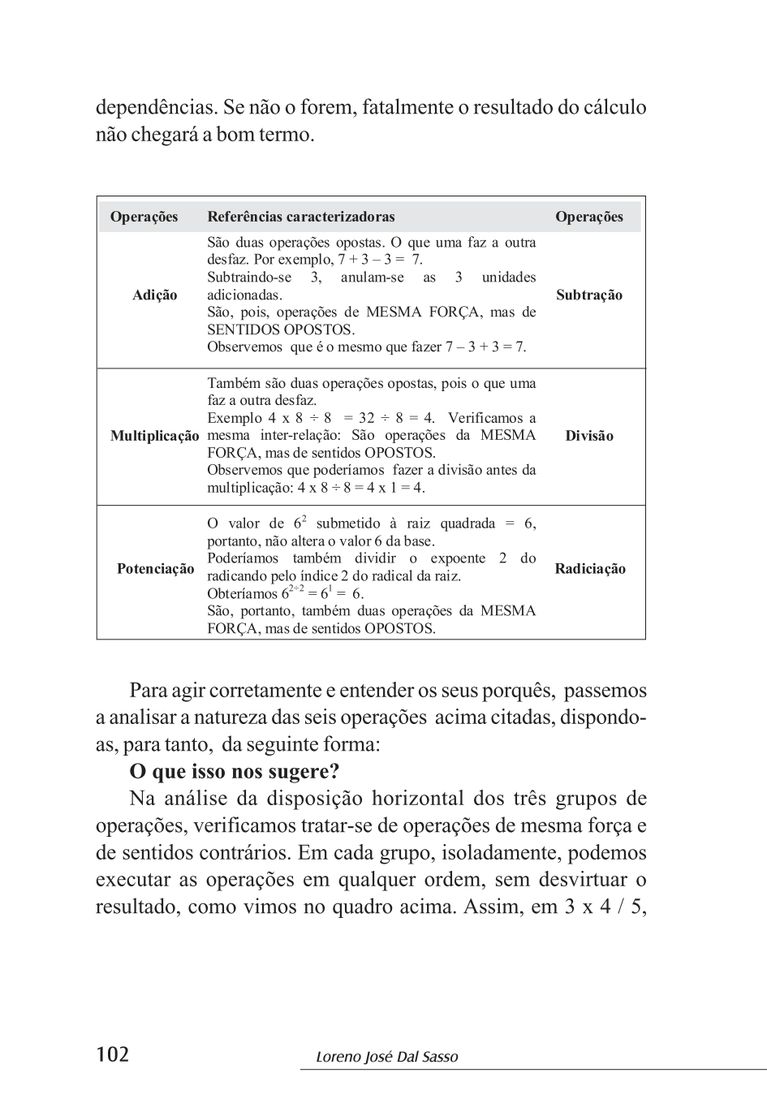 dependências. Se não o forem, fatalmente o resultado do cálculo
não chegará a bom termo.
Operações Referências caracterizadoras Operações
São duas operações opostas. O que uma faz a outra
desfaz. Por exemplo, 7 + 3 – 3 = 7.
Subtraindo-se 3, anulam-se as 3 unidades
Adição adicionadas. Subtração
São, pois, operações de MESMA FORÇA, mas de
SENTIDOS OPOSTOS.
Observemos que é o mesmo que fazer 7 – 3 + 3 = 7.
Também são duas operações opostas, pois o que uma
faz a outra desfaz.
Exemplo 4 x 8 ÷ 8 = 32 ÷ 8 = 4. Verificamos a
Multiplicação mesma inter-relação: São operações da MESMA Divisão
FORÇA, mas de sentidos OPOSTOS.
Observemos que poderíamos fazer a divisão antes da
multiplicação: 4 x 8 ÷ 8 = 4 x 1 = 4.
O valor de 6² submetido à raiz quadrada = 6,
portanto, não altera o valor 6 da base.
Poderíamos também dividir o expoente 2 do
Potenciação radicando pelo índice 2 do radical da raiz. Radiciação
Obteríamos 6²÷² = 6¹ = 6.
São, portanto, também duas operações da MESMA
FORÇA, mas de sentidos OPOSTOS.
Para agir corretamente e entender os seus porquês, passemos
a analisar a natureza das seis operações acima citadas, dispondo-
as, para tanto, da seguinte forma:
O que isso nos sugere?
Na análise da disposição horizontal dos três grupos de
operações, verificamos tratar-se de operações de mesma força e
de sentidos contrários. Em cada grupo, isoladamente, podemos
executar as operações em qualquer ordem, sem desvirtuar o
resultado, como vimos no quadro acima. Assim, em 3 x 4 / 5,
102 Loreno José Dal Sasso